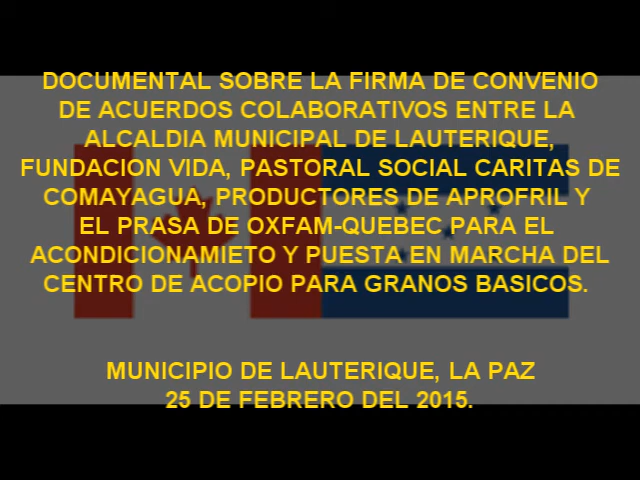 DOCUMENTAL SOBRE LA FIRMA DE CONVENIO
DE ACUERDOS COLABORATIVOS ENTRE LA
ALCALDIA MUNICIPAL DE LAUTERIQUE,
FUNDACION VIDA, PASTORAL SOCIAL CARITAS DE
COMAYAGUA, PRODUCTORES DE APROFRIL Y
EL PRASA DE OXFAM-QUEBEC PARA EL
ACONDICIONAMIETO Y PUESTA EN MARCHA DEL
CENTRO DE ACOPIO PARA GRANOS BASICOS.
MUNICIPIO DE LAUTERIQUE, LA PAZ
25 DE FEBRERO DEL 2015.